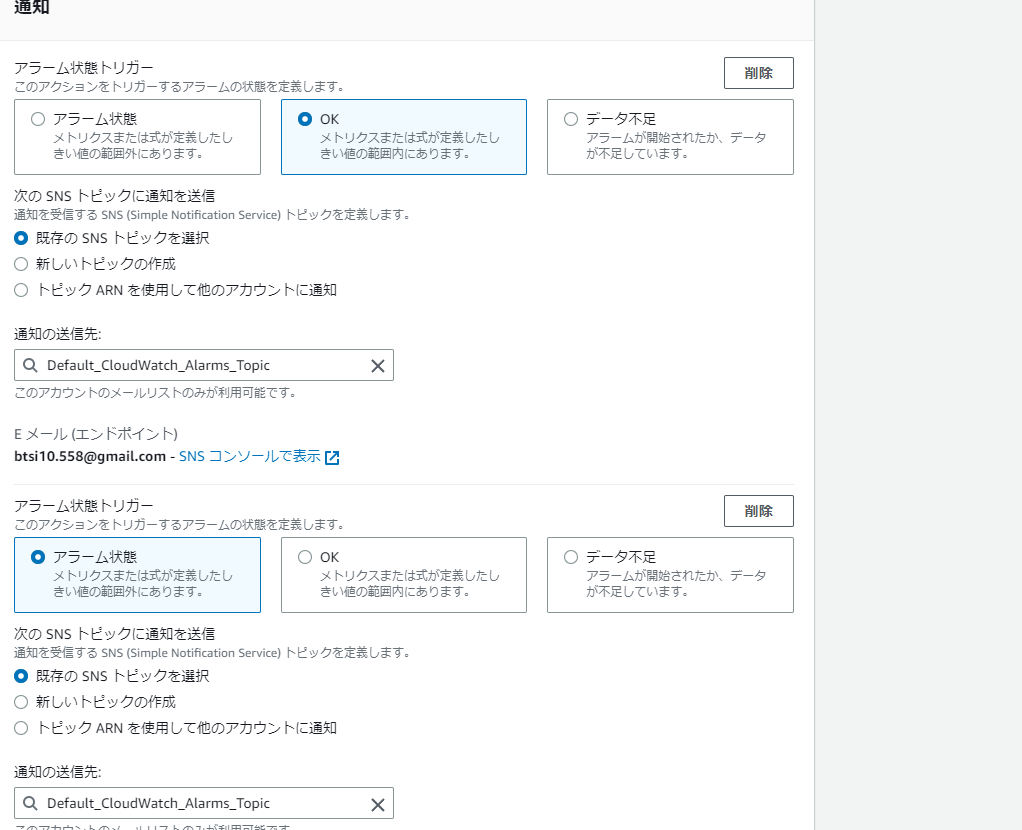 通知
アラーム状態トリガー
このアクションをトリガーするアラームの状態を定義します。
削除
アラーム状態
メトリクスまたは式が定義したし
きい値の範囲外にあります。
OK
メトリクスまたは式が定義したし
きい値の範囲内にあります。
データ不足
アラームが開始されたか、データ
が不足しています。
次の SNS トピックに通知を送信
通知を受信する SNS (Simple Notification Service) トピックを定義します。
既存の SNS トピックを選択
新しいトピックの作成
トピック ARN を使用して他のアカウントに通知
通知の送信先:
Default_CloudWatch_Alarms_Topic
このアカウントのメールリストのみが利用可能です。
E メール (エンドポイント)
btsi10.558@gmail.com - SNS コンソールで表示
アラーム状態トリガー
このアクションをトリガーするアラームの状態を定義します。
削除
アラーム状態
メトリクスまたは式が定義したし
きい値の範囲外にあります。
OK
メトリクスまたは式が定義したし
きい値の範囲内にあります。
データ不足
アラームが開始されたか、データ
が不足しています。
次の SNS トピックに通知を送信
通知を受信する SNS (Simple Notification Service) トピックを定義します。
既存の SNS トピックを選択
新しいトピックの作成
トピック ARN を使用して他のアカウントに通知
通知の送信先:
Default_CloudWatch_Alarms_Topic
このアカウントのメールリストのみが利用可能です。